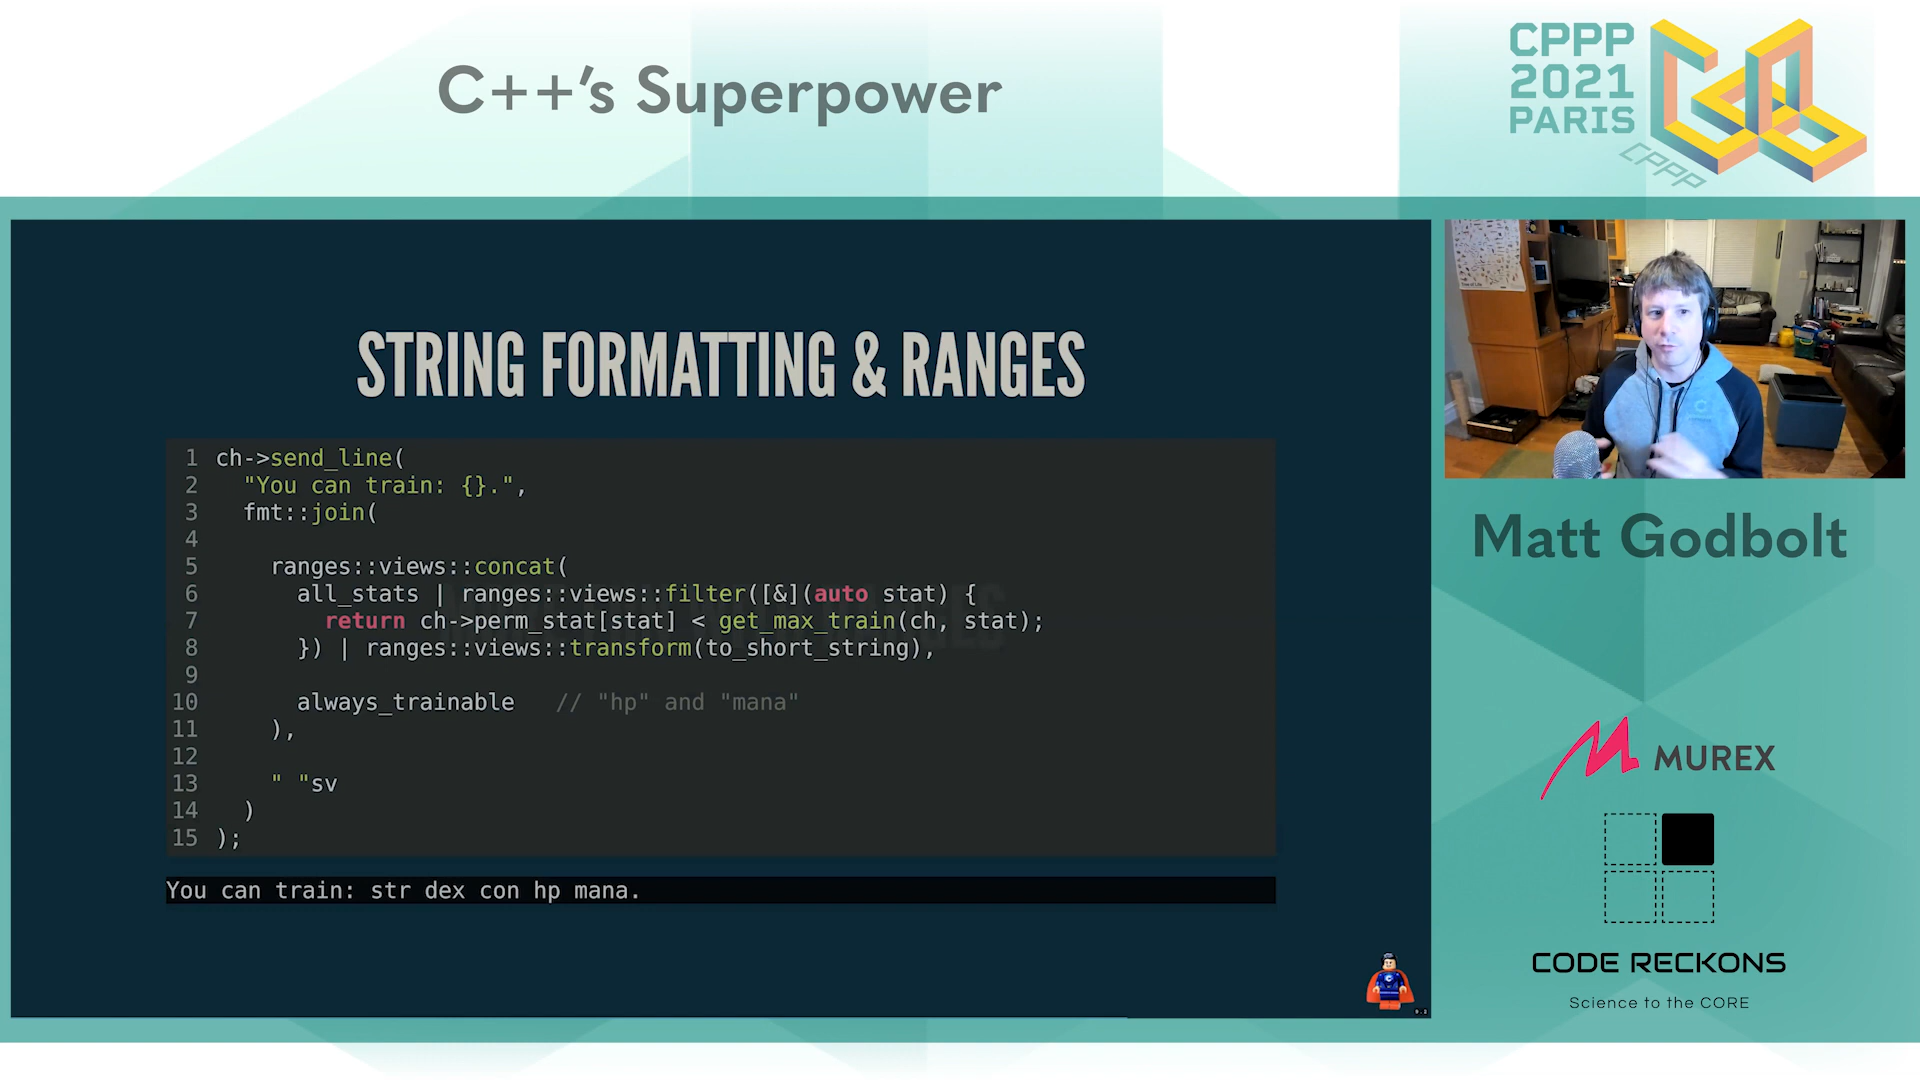 C++’s Superpower
CPPP
2021
PARIS
CPPP
STRING FORMATTING & RANGES
1 ch->send_line(
2 "You can train: {}.",
3 fmt::join(
4
5 ranges::views::concat(
6 all_stats | ranges::views::filter([&](auto stat) {
7 return ch->perm_stat[stat] < get_max_train(ch, stat);
8 }) | ranges::views::transform(to_short_string),
9
10 always_trainable // "hp" and "mana"
11 ),
12
13 " "sv
14 )
15 );
You can train: str dex con hp mana.
Matt Godbolt
MUREX
CODE RECKONS
Science to the CORE